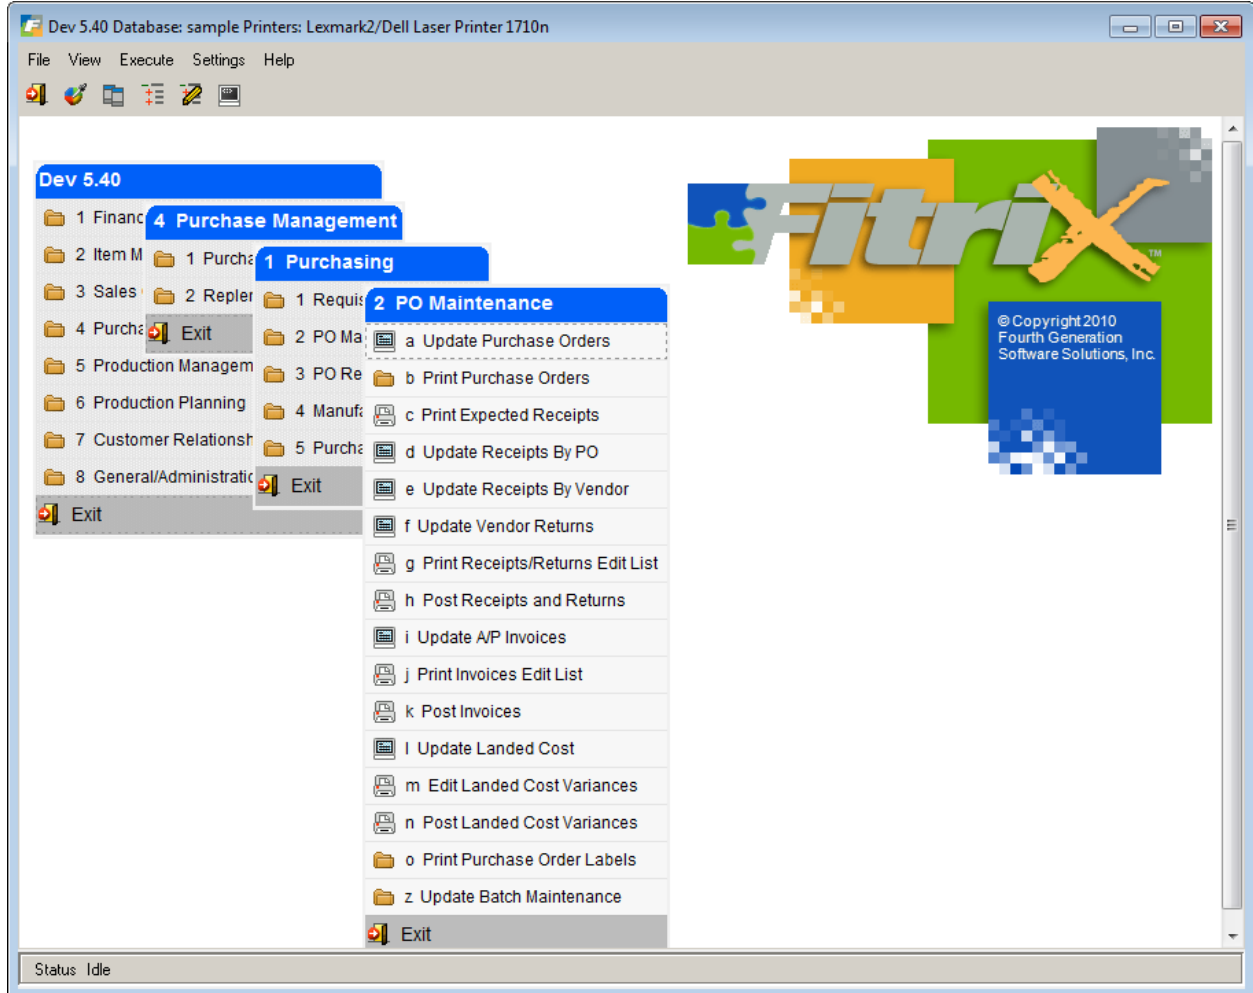 Dev 5.40 Database: sample Printers: Lexmark2/Dell Laser Printer 1710n
File View Execute Settings Help
Dev 5.40
1 Financ
2 Item M
3 Sales
4 Purcha
5 Production Managem
6 Production Planning
7 Customer Relationsh
8 General/Administratic
Exit
4 Purchase Management
1 Purcha
2 Repler
Exit
1 Purchasing
1 Requis
2 PO Ma
3 PO Re
4 Manufa
5 Purcha
Exit
2 PO Maintenance
a Update Purchase Orders
b Print Purchase Orders
c Print Expected Receipts
d Update Receipts By PO
e Update Receipts By Vendor
f Update Vendor Returns
g Print Receipts/Returns Edit List
h Post Receipts and Returns
i Update A/P Invoices
j Print Invoices Edit List
k Post Invoices
l Update Landed Cost
m Edit Landed Cost Variances
n Post Landed Cost Variances
o Print Purchase Order Labels
z Update Batch Maintenance
Exit
FitriX™
© Copyright 2010
Fourth Generation
Software Solutions, Inc.
Status Idle